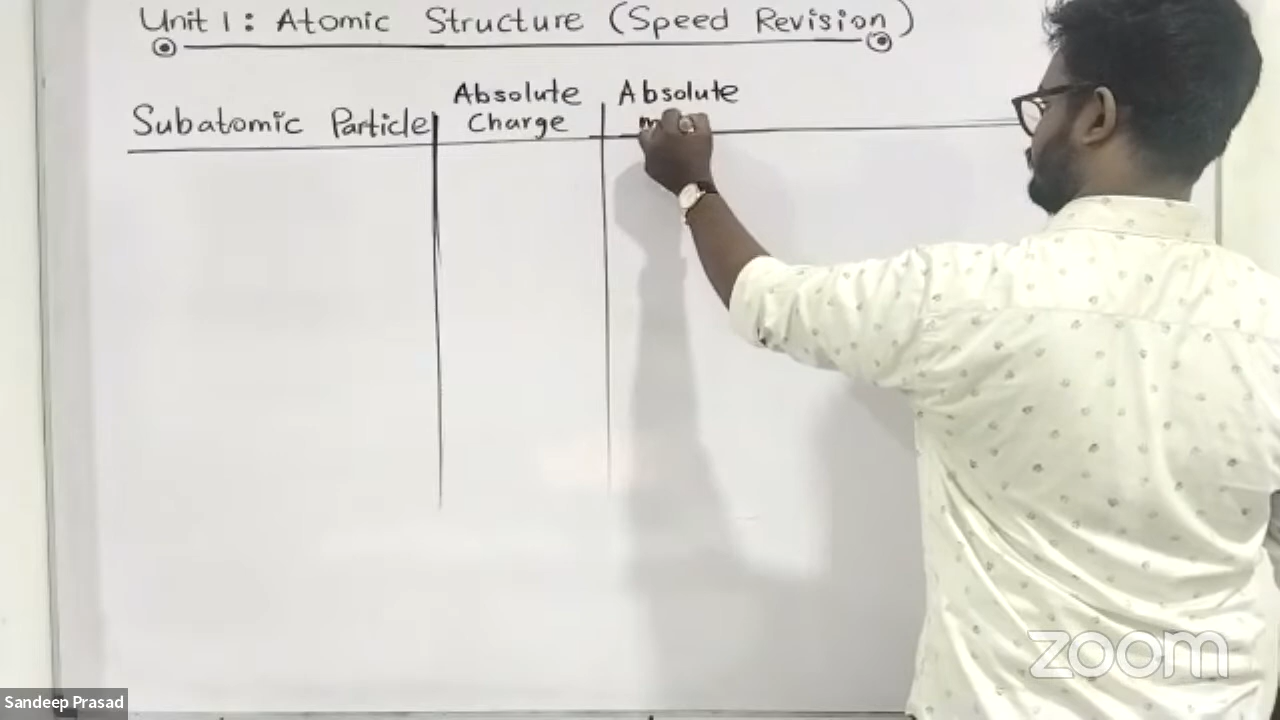 Unit 1: Atomic Structure (Speed Revision)
Subatomic Particle
Absolute
Charge
Absolute
zoom
Sandeep Prasad